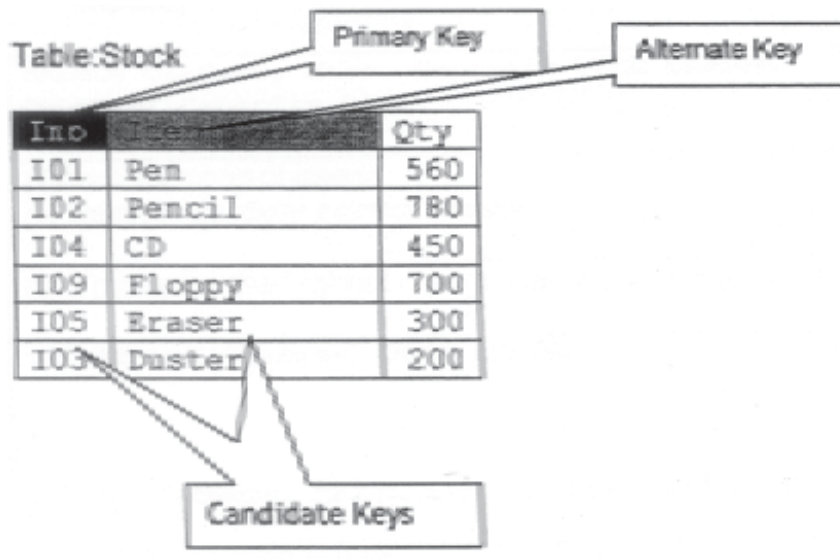 Primary Key
Alternate Key
Table:Stock
Ino Item Qty
I01 Pen 560
I02 Pencil 780
I04 CD 450
I09 Floppy 700
I05 Eraser 300
I03 Duster 200
Candidate Keys